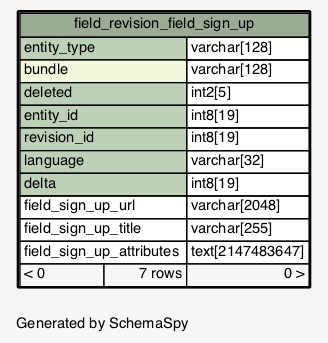 field_revision_field_sign_up
entity_type varchar[128]
bundle varchar[128]
deleted int2[5]
entity_id int8[19]
revision_id int8[19]
language varchar[32]
delta int8[19]
field_sign_up_url varchar[2048]
field_sign_up_title varchar[255]
field_sign_up_attributes text[2147483647]
< 0 7 rows 0 >
Generated by SchemaSpy